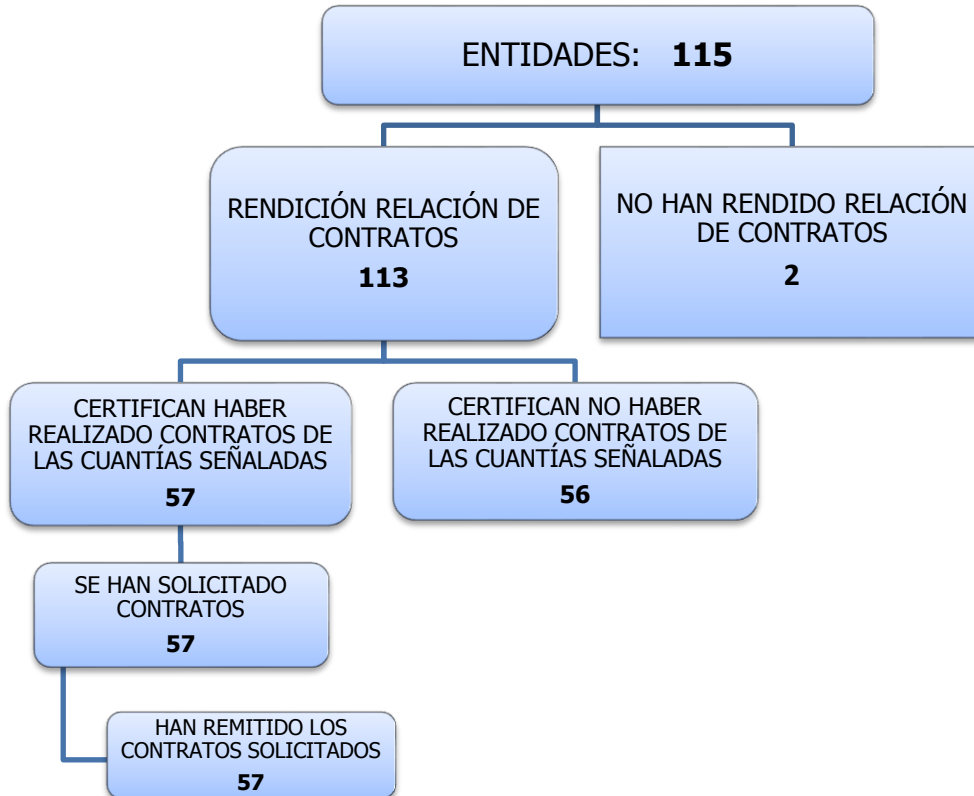 ENTIDADES: 115
RENDICIÓN RELACIÓN DE
CONTRATOS
113
NO HAN RENDIDO RELACIÓN
DE CONTRATOS
2
CERTIFICAN HABER
REALIZADO CONTRATOS DE
LAS CUANTÍAS SEÑALADAS
57
CERTIFICAN NO HABER
REALIZADO CONTRATOS DE
LAS CUANTÍAS SEÑALADAS
56
SE HAN SOLICITADO
CONTRATOS
57
HAN REMITIDO LOS
CONTRATOS SOLICITADOS
57